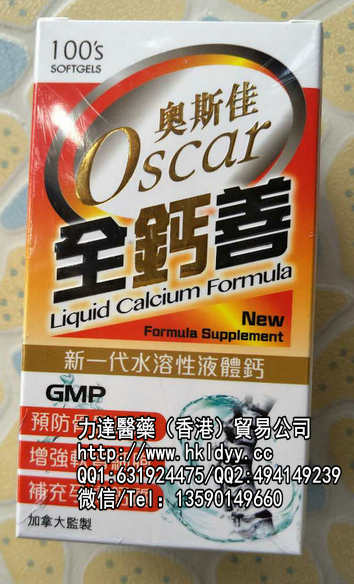 100's
SOFTGELS
奧斯佳
Oscar
全鈣善
Liquid Calcium Formula
New
Formula Supplement
新一代水溶性液體鈣
GMP
預防骨
力達醫藥（香港）貿易公司
http://www.hkldyy.cc
增強軟
QQ1:631924475/QQ2:494149239
補充孕
微信/Tel：13590149660
加拿大監製